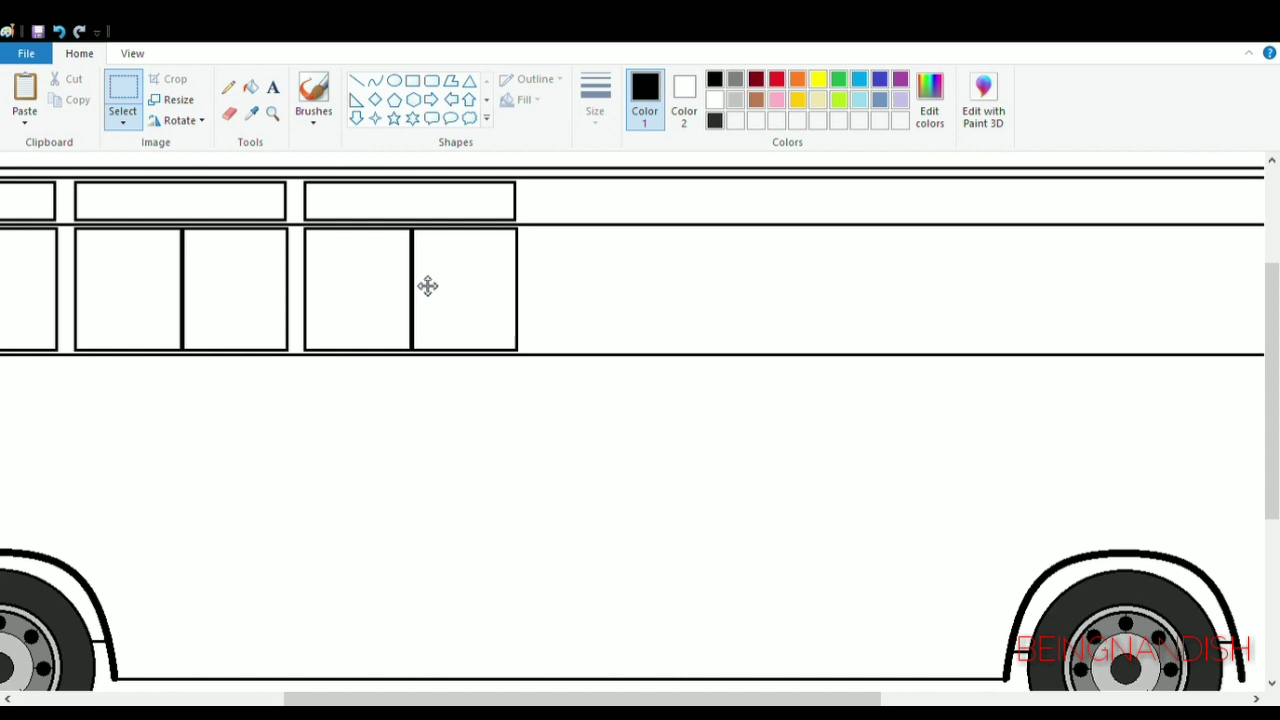 File Home View
Paste Cut Copy
Clipboard
Select Crop Resize Rotate
Image
A
Tools
Brushes
Outline Fill
Shapes
Size
Color 1 Color 2
Edit colors
Colors
Edit with Paint 3D
?
BEINGNANDISH